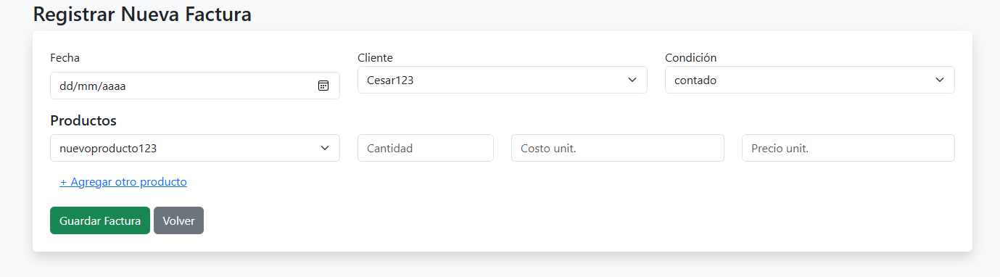 Registrar Nueva Factura
Fecha Cliente Condición
dd/mm/aaaa Cesar123 contado
Productos
nuevoproducto123 Cantidad Costo unit. Precio unit.
+ Agregar otro producto
Guardar Factura Volver